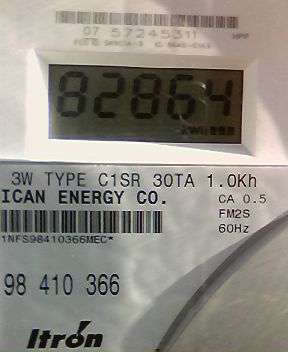 07 57245311
HPP
82864
kWh
3W TYPE C1SR 30TA 1.0Kh
ICAN ENERGY CO.
CA 0.5
FM2S
60Hz
1NFS98410366MEC*
98 410 366
Itron